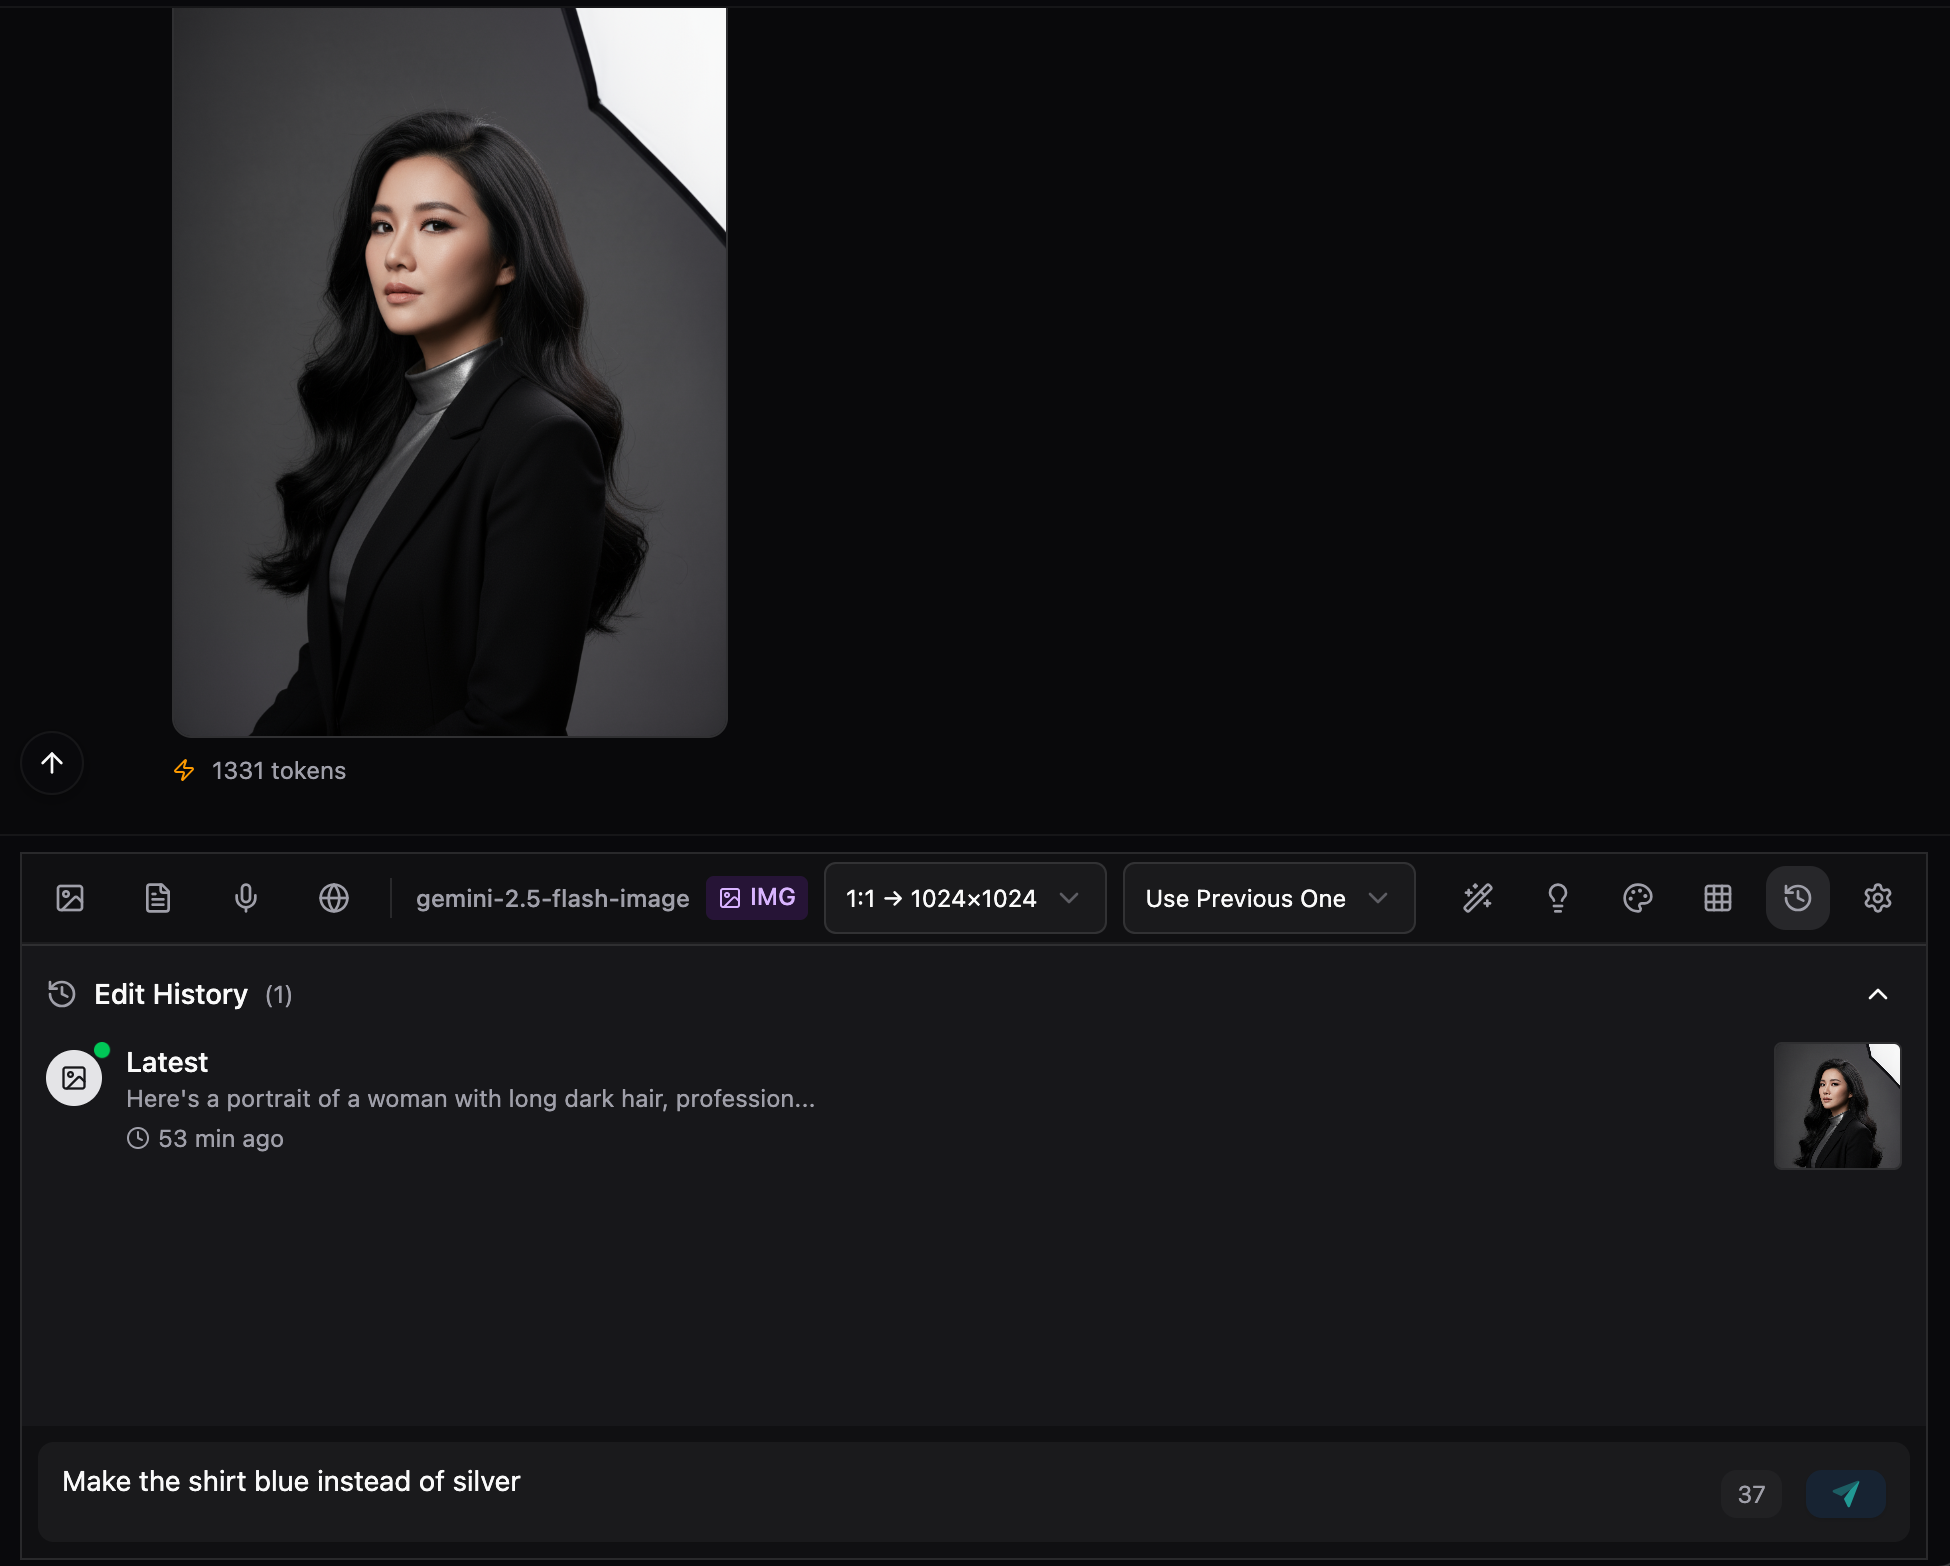 1331 tokens
gemini-2.5-flash-image
IMG
1:1 → 1024×1024
Use Previous One
Edit History (1)
Latest
Here's a portrait of a woman with long dark hair, profession...
53 min ago
Make the shirt blue instead of silver
37